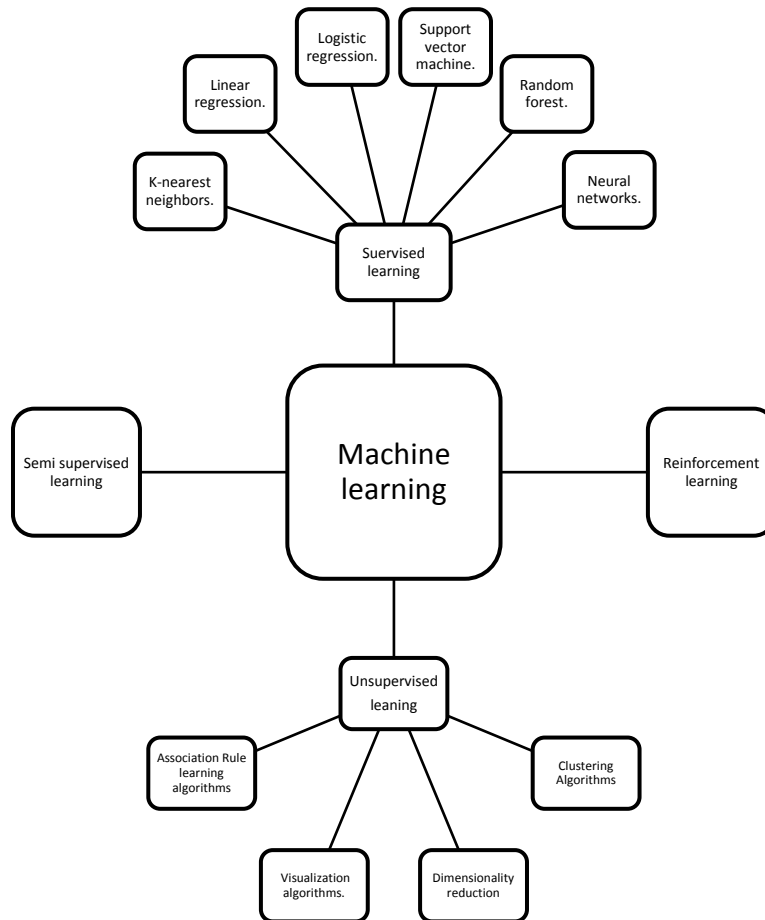 Logistic
regression.
Support
vector
machine.
Linear
regression.
Random
forest.
K-nearest
neighbors.
Neural
networks.
Suervised
learning
Machine
learning
Semi supervised
learning
Reinforcement
learning
Unsupervised
leaning
Association Rule
learning
algorithms
Clustering
Algorithms
Visualization
algorithms.
Dimensionality
reduction